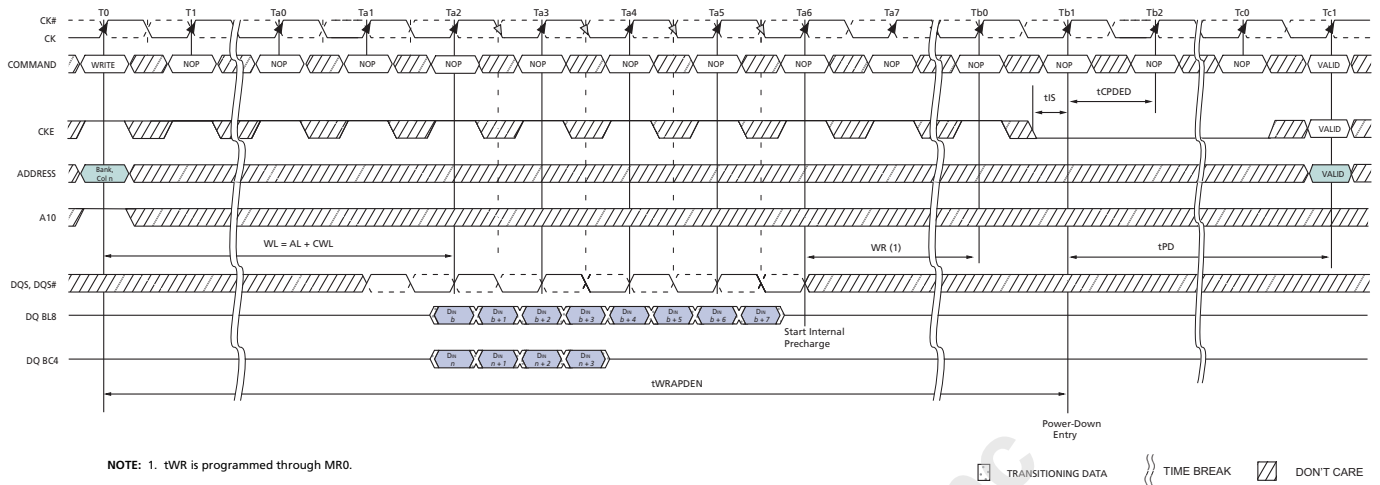 T0 T1 Ta0 Ta1 Ta2 Ta3 Ta4 Ta5 Ta6 Ta7 Tb0 Tb1 Tb2 Tc0 Tc1
CK#
CK
COMMAND WRITE NOP NOP NOP NOP NOP NOP NOP NOP NOP NOP NOP NOP NOP VALID
tIS tCPDED
CKE VALID
ADDRESS Bank, Col n VALID
A10
WL = AL + CWL WR (1) tPD
DQS, DQS#
DQ BL8 DIN b DIN b + 1 DIN b + 2 DIN b + 3 DIN b + 4 DIN b + 5 DIN b + 6 DIN b + 7
Start Internal
Precharge
DQ BC4 DIN n DIN n + 1 DIN n + 2 DIN n + 3
tWRAPDEN
Power-Down
Entry
NOTE: 1. tWR is programmed through MR0.
TRANSITIONING DATA TIME BREAK DON'T CARE